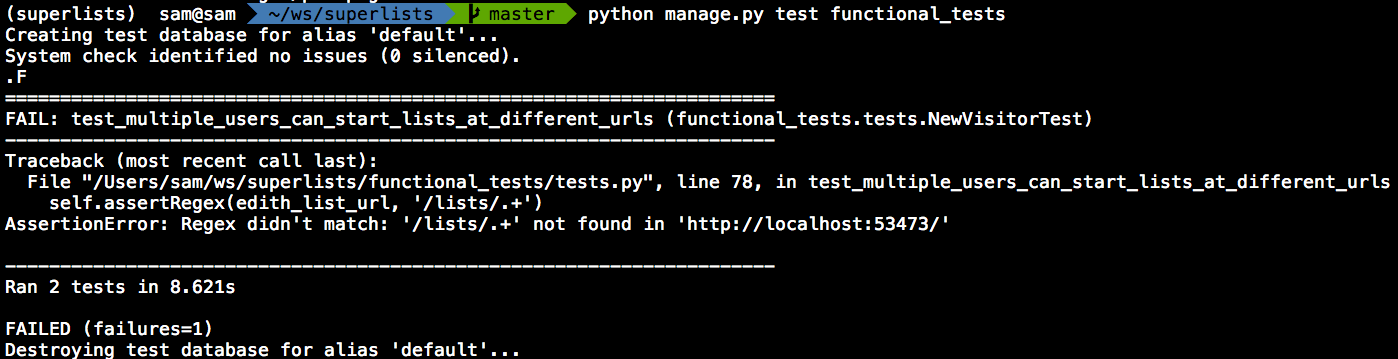 (superlists)  sam@sam  ~/ws/superlists  master  python manage.py test functional_tests
Creating test database for alias 'default'...
System check identified no issues (0 silenced).
.F
======================================================================
FAIL: test_multiple_users_can_start_lists_at_different_urls (functional_tests.tests.NewVisitorTest)
----------------------------------------------------------------------
Traceback (most recent call last):
  File "/Users/sam/ws/superlists/functional_tests/tests.py", line 78, in test_multiple_users_can_start_lists_at_different_urls
    self.assertRegex(edith_list_url, '/lists/.+')
AssertionError: Regex didn't match: '/lists/.+' not found in 'http://localhost:53473/'
----------------------------------------------------------------------
Ran 2 tests in 8.621s
FAILED (failures=1)
Destroying test database for alias 'default'...